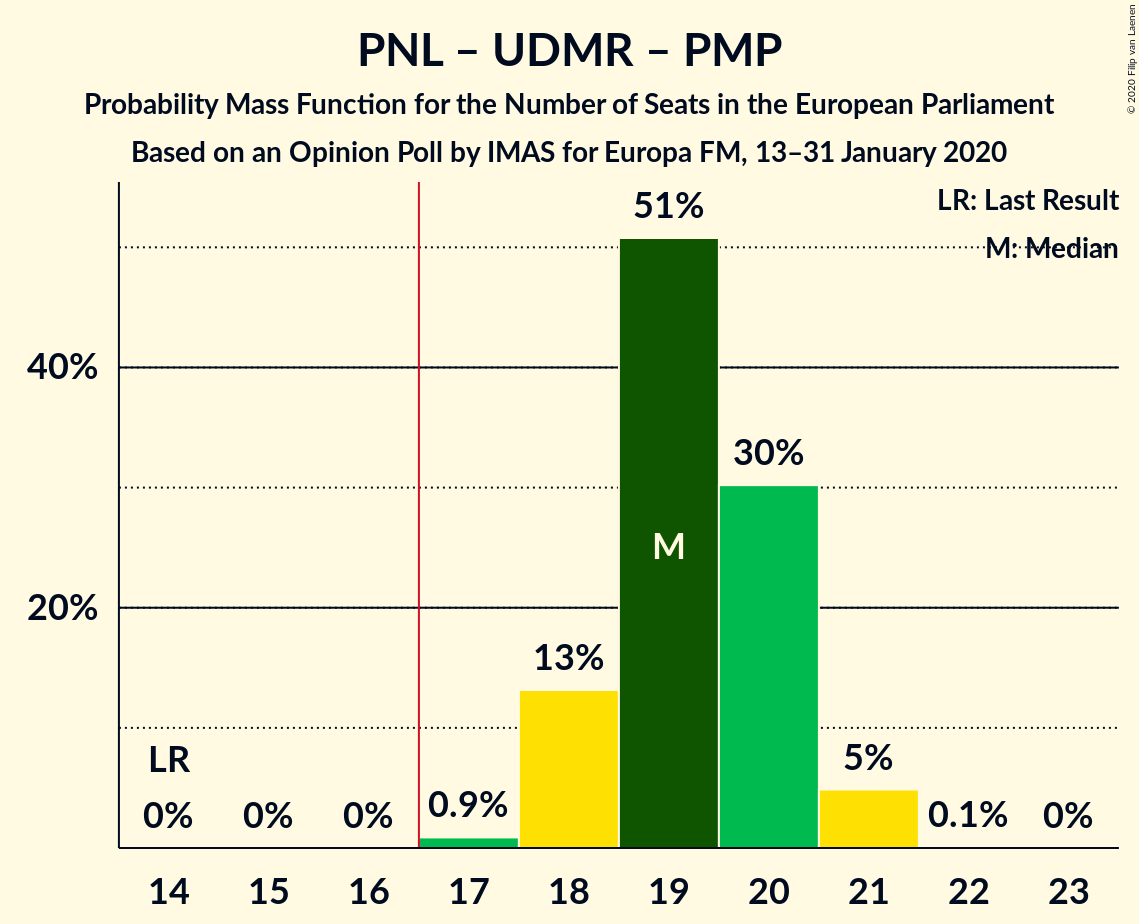 PNL – UDMR – PMP
Probability Mass Function for the Number of Seats in the European Parliament
Based on an Opinion Poll by IMAS for Europa FM, 13–31 January 2020
© 2020 Filip van Laenen
LR: Last Result
M: Median
51%
40%
30%
M
20%
13%
LR
5%
0%
0%
0%
0.9%
0.1%
0%
14 15 16 17 18 19 20 21 22 23